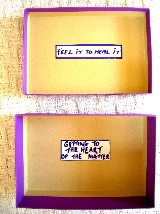 FEEL IT TO HEAL IT
GETTING TO
THE HEART
OF THE MATTER